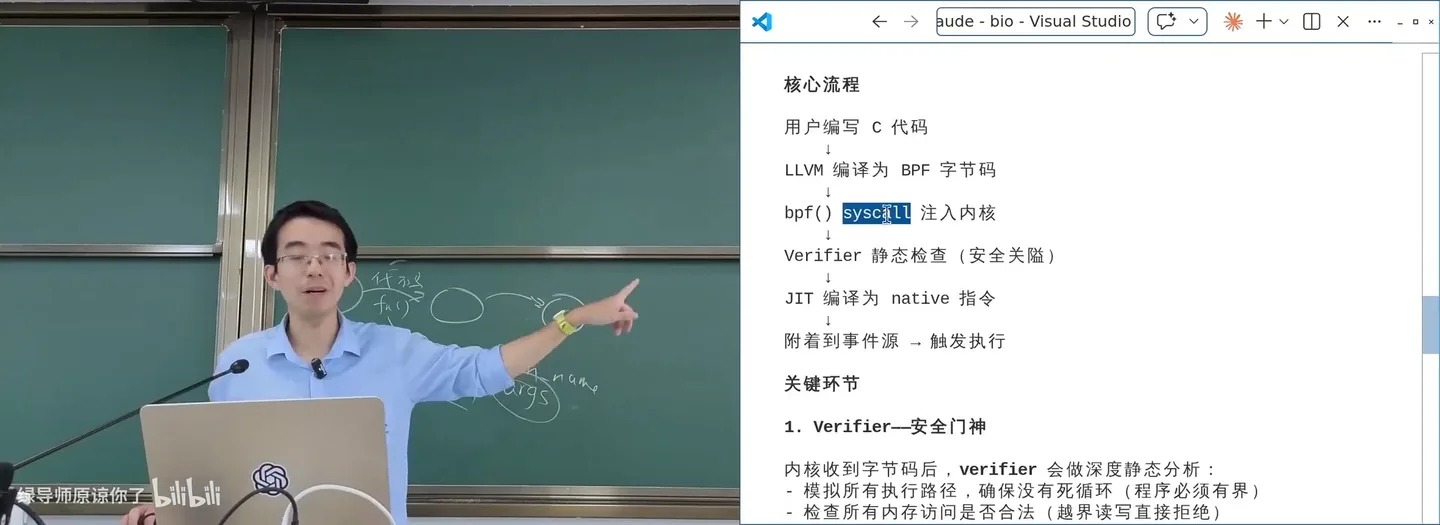 fn()
name
args
绿导师原谅你了 bilibili
aude - bio - Visual Studio
核心流程
用户编写 C 代码
↓
LLVM 编译为 BPF 字节码
↓
bpf() syscall 注入内核
↓
Verifier 静态检查（安全关隘）
↓
JIT 编译为 native 指令
↓
附着到事件源 → 触发执行
关键环节
1. Verifier——安全门神
内核收到字节码后，verifier 会做深度静态分析：
- 模拟所有执行路径，确保没有死循环（程序必须有界）
- 检查所有内存访问是否合法（越界读写直接拒绝）